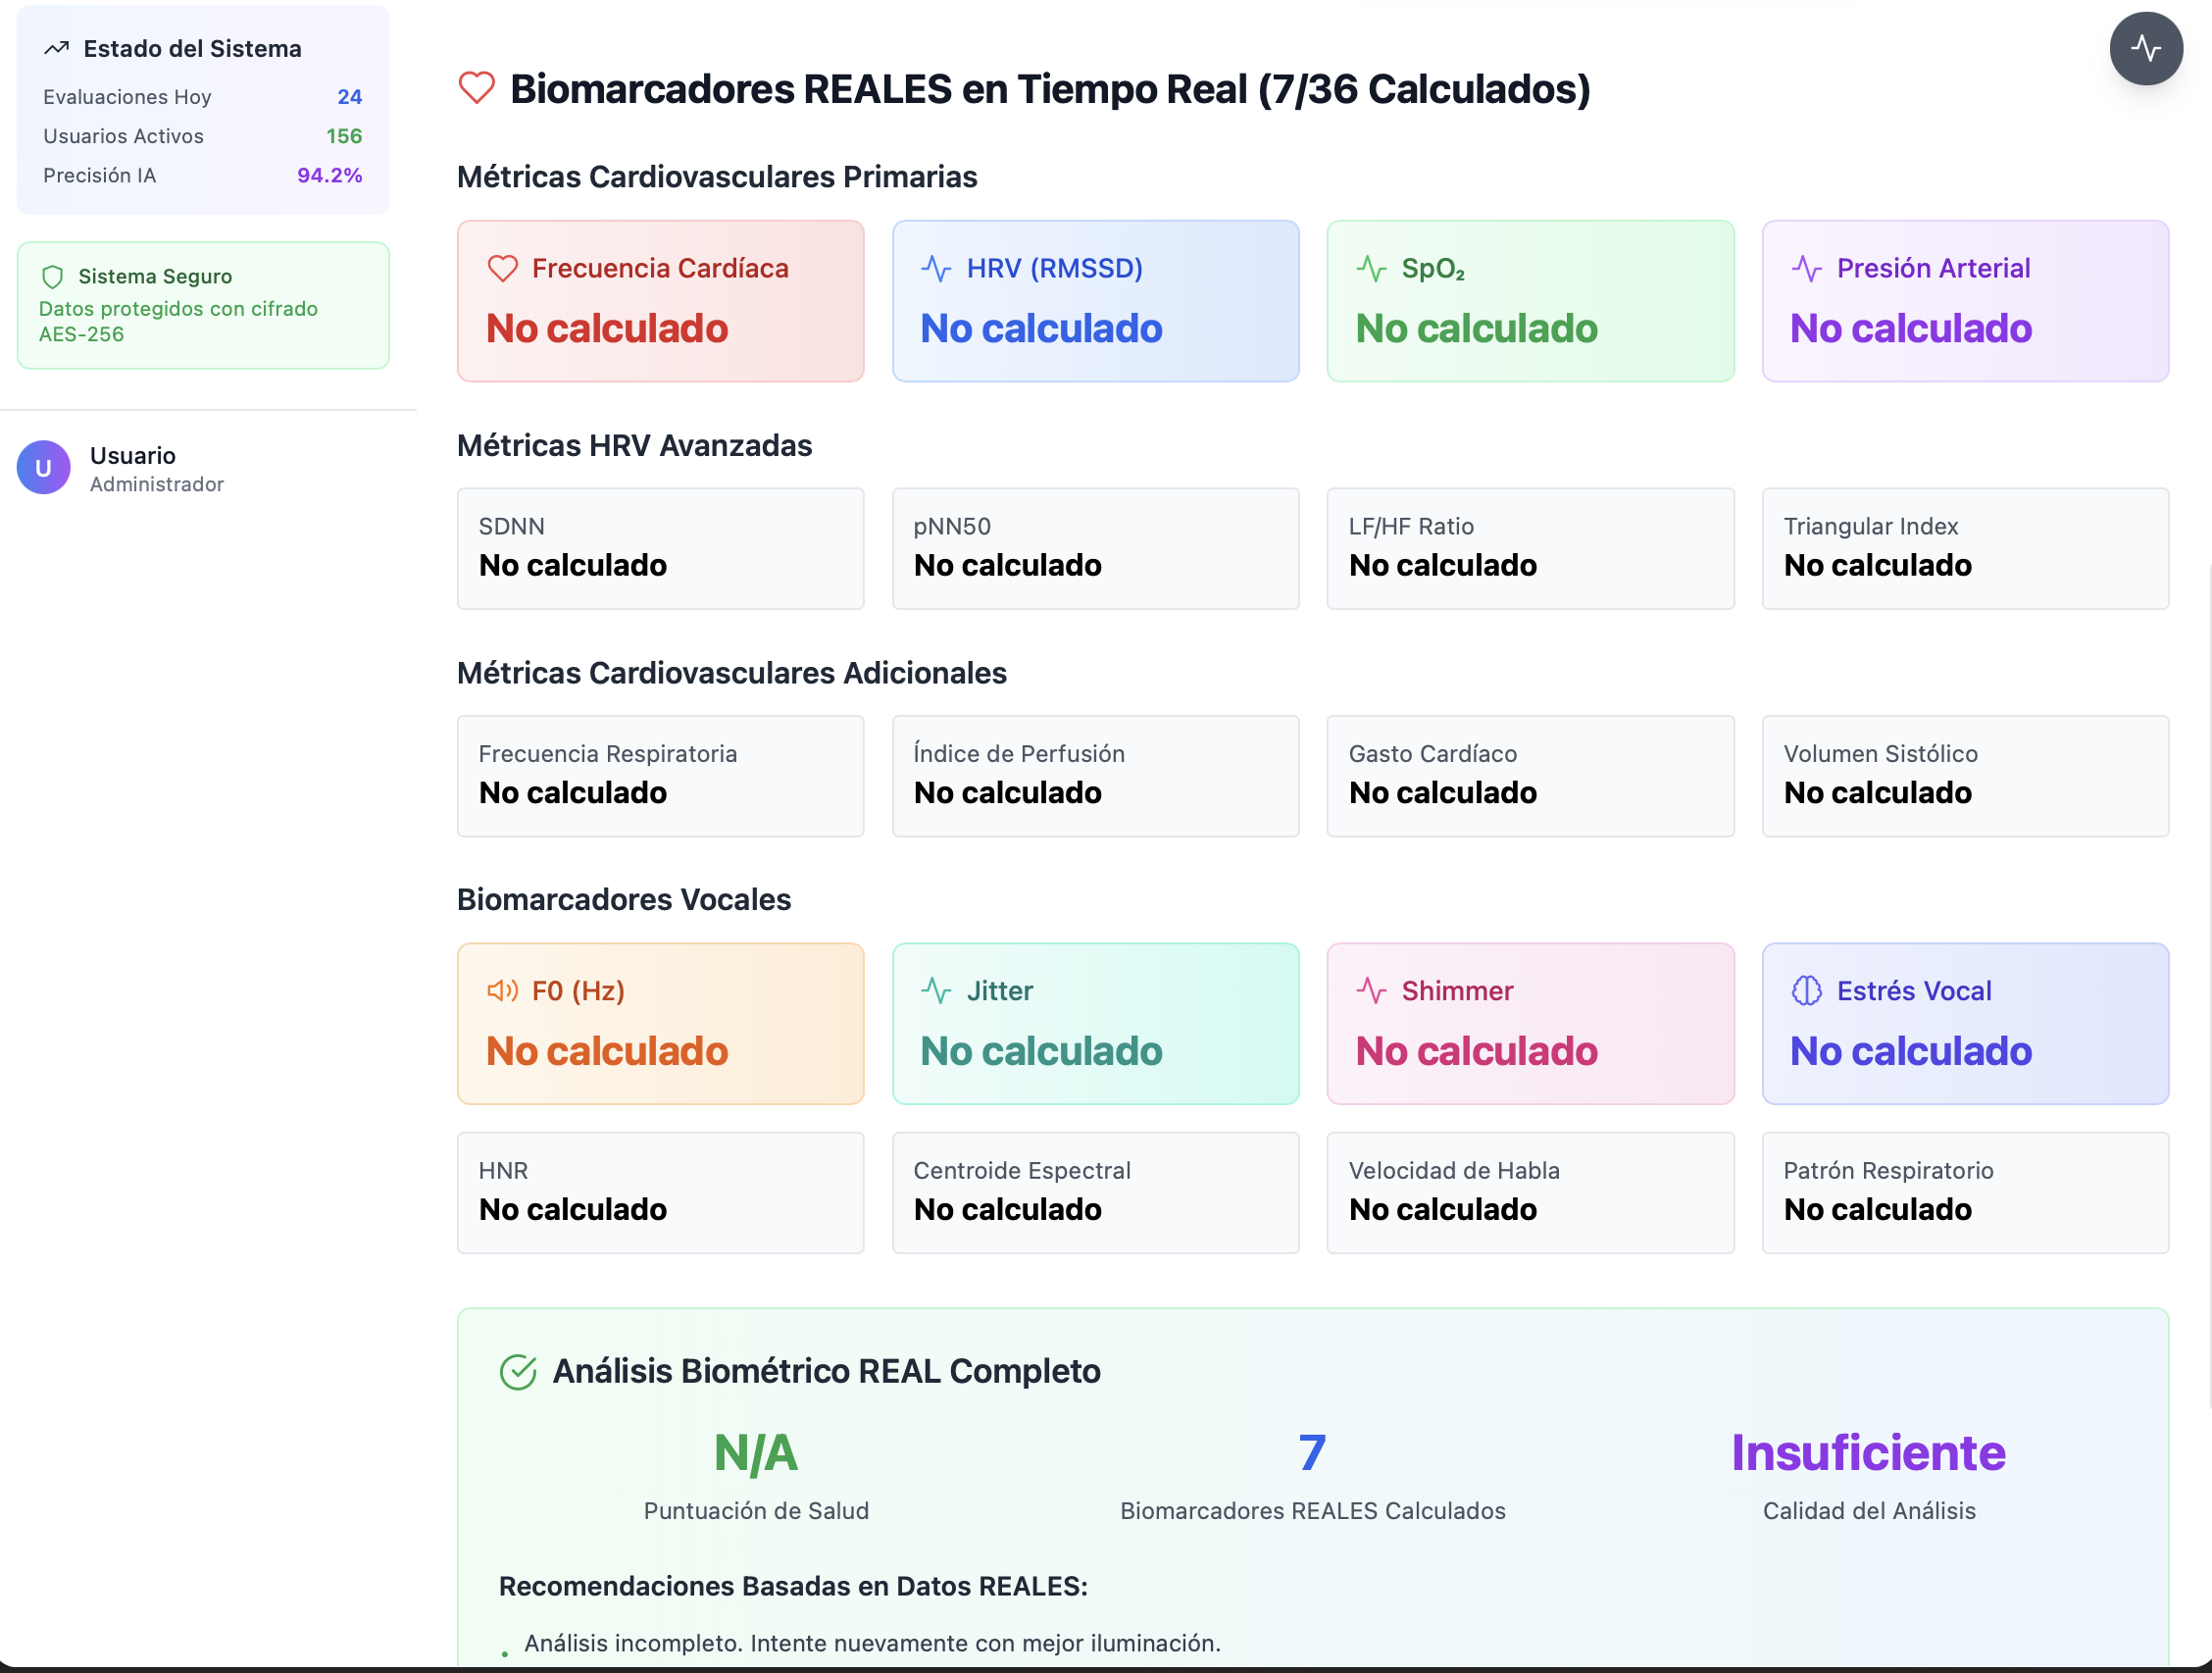 Estado del Sistema
Evaluaciones Hoy 24
Usuarios Activos 156
Precisión IA 94.2%
Sistema Seguro
Datos protegidos con cifrado
AES-256
U
Usuario
Administrador
Biomarcadores REALES en Tiempo Real (7/36 Calculados)
Métricas Cardiovasculares Primarias
Frecuencia Cardíaca
No calculado
HRV (RMSSD)
No calculado
SpO₂
No calculado
Presión Arterial
No calculado
Métricas HRV Avanzadas
SDNN
No calculado
pNN50
No calculado
LF/HF Ratio
No calculado
Triangular Index
No calculado
Métricas Cardiovasculares Adicionales
Frecuencia Respiratoria
No calculado
Índice de Perfusión
No calculado
Gasto Cardíaco
No calculado
Volumen Sistólico
No calculado
Biomarcadores Vocales
F0 (Hz)
No calculado
Jitter
No calculado
Shimmer
No calculado
Estrés Vocal
No calculado
HNR
No calculado
Centroide Espectral
No calculado
Velocidad de Habla
No calculado
Patrón Respiratorio
No calculado
Análisis Biométrico REAL Completo
N/A
Puntuación de Salud
7
Biomarcadores REALES Calculados
Insuficiente
Calidad del Análisis
Recomendaciones Basadas en Datos REALES:
• Análisis incompleto. Intente nuevamente con mejor iluminación.